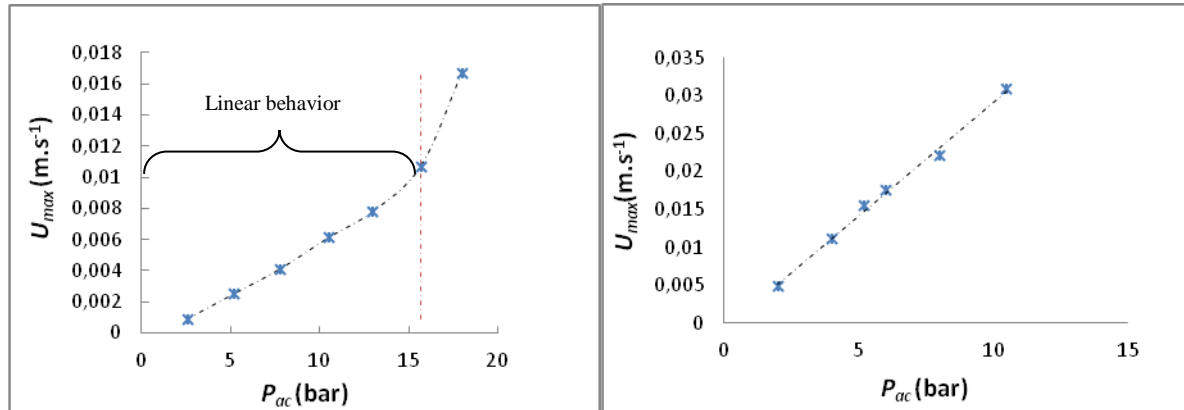 0,018
0,016
0,014
0,012
0,01
0,008
0,006
0,004
0,002
0
U_max (m.s⁻¹)
Linear behavior
0 5 10 15 20
P_ac (bar)
0,035
0,03
0,025
0,02
0,015
0,01
0,005
0
U_max (m.s⁻¹)
0 5 10 15
P_ac (bar)